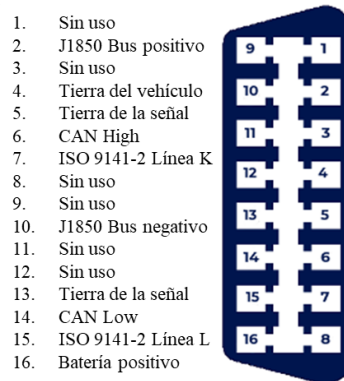 1. Sin uso
2. J1850 Bus positivo
3. Sin uso
4. Tierra del vehículo
5. Tierra de la señal
6. CAN High
7. ISO 9141-2 Línea K
8. Sin uso
9. Sin uso
10. J1850 Bus negativo
11. Sin uso
12. Sin uso
13. Tierra de la señal
14. CAN Low
15. ISO 9141-2 Línea L
16. Batería positivo
9 1
10 2
11 3
12 4
13 5
14 6
15 7
16 8